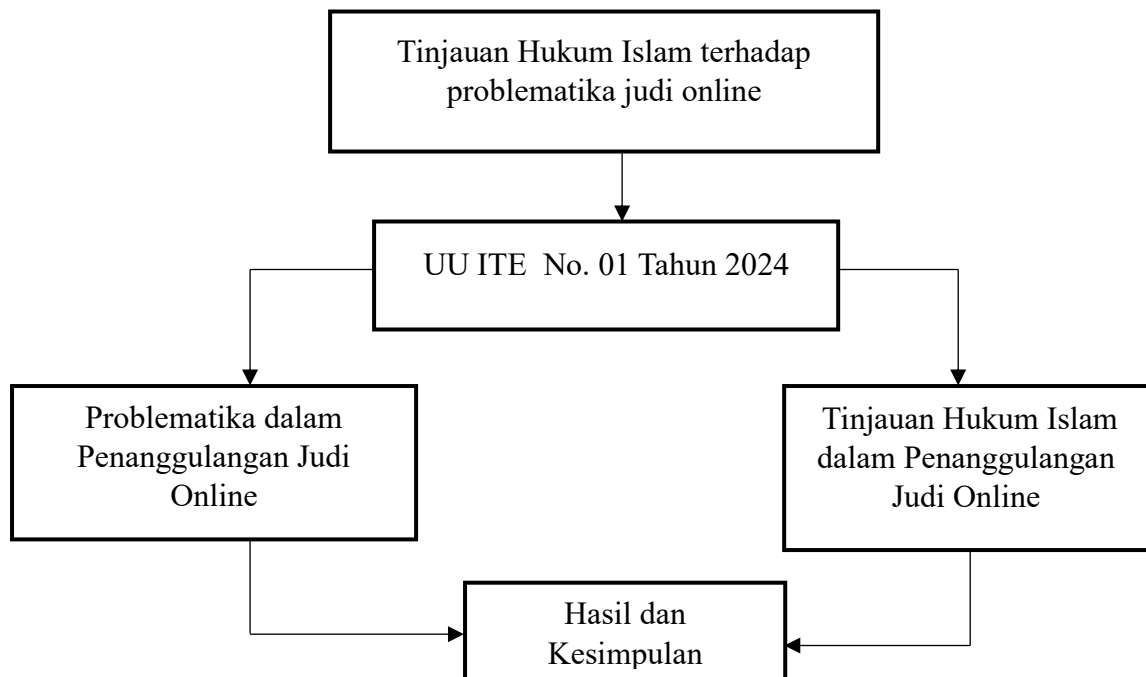 Tinjauan Hukum Islam terhadap
problematika judi online
UU ITE No. 01 Tahun 2024
Problematika dalam
Penanggulangan Judi
Online
Tinjauan Hukum Islam
dalam Penanggulangan
Judi Online
Hasil dan
Kesimpulan